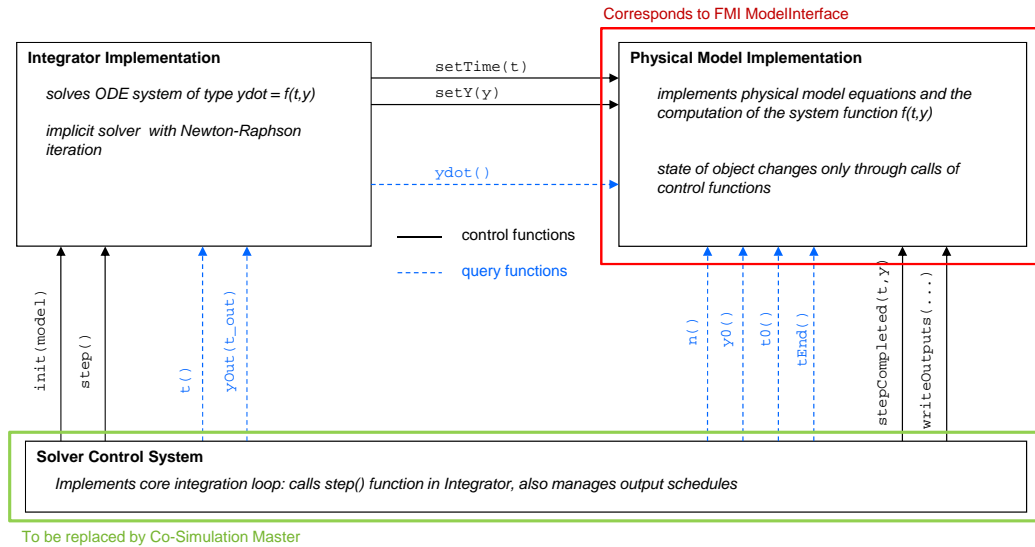 Corresponds to FMI ModelInterface
Integrator Implementation
solves ODE system of type ydot = f(t,y)
implicit solver with Newton-Raphson
iteration
setTime(t)
setY(y)
ydot()
Physical Model Implementation
implements physical model equations and the
computation of the system function f(t,y)
state of object changes only through calls of
control functions
control functions
query functions
init(model)
step()
t()
yOut(t_out)
n()
y0()
t0()
tEnd()
stepCompleted(t,y)
writeOutputs(...)
Solver Control System
Implements core integration loop: calls step() function in Integrator, also manages output schedules
To be replaced by Co-Simulation Master